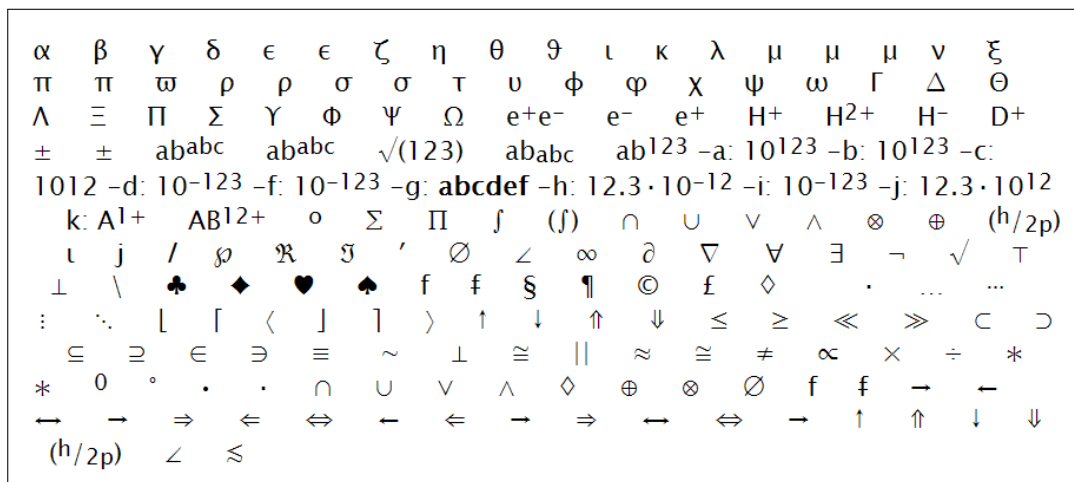 α β γ δ ϵ ϵ ζ η θ ϑ ι κ λ μ μ μ ν ξ
π π ϖ ρ ρ σ σ τ υ φ φ χ ψ ω Γ Δ Θ
Λ Ξ Π Σ Υ Φ Ψ Ω e⁺e⁻ e⁻ e⁺ H⁺ H²⁺ H⁻ D⁺
± ± abᵃᵇᶜ abᵃᵇᶜ √(123) ab_abc ab¹²³ –a: 10¹²³ –b: 10¹²³ –c:
1012 –d: 10⁻¹²³ –f: 10⁻¹²³ –g: abcdef –h: 12.3·10⁻¹² –i: 10⁻¹²³ –j: 12.3·10¹²
k: A¹⁺ AB¹²⁺ º Σ Π ∫ (∫) ∩ ∪ ∨ ∧ ⊗ ⊕ (ʰ/2p)
ι j / ℘ ℜ ℑ ′ ∅ ∠ ∞ ∂ ∇ ∀ ∃ ¬ √ ⊤
⊥ \ ♣ ♦ ♥ ♠ f ₣ § ¶ © £ ◊ · … ⋯
⋮ ⋱ ⌊ ⌈ ⟨ ⌋ ⌉ ⟩ ↑ ↓ ⇑ ⇓ ≤ ≥ ≪ ≫ ⊂ ⊃
⊆ ⊇ ∈ ∋ ≡ ∼ ⊥ ≅ || ≈ ≅ ≠ ∝ × ÷ ∗
∗ ⁰ ° • · ∩ ∪ ∨ ∧ ◊ ⊕ ⊗ ∅ f ₣ → ←
↔ → ⇒ ⇐ ⇔ ← ⇐ → ⇒ ↔ ⇔ → ↑ ⇑ ↓ ⇓
(ʰ/2p) ∠ ≲